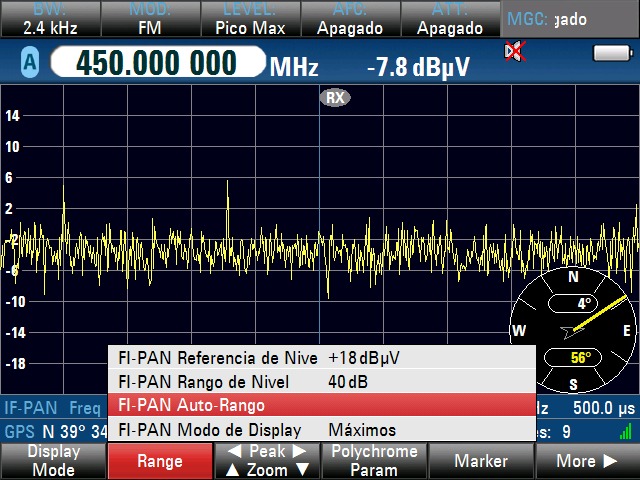 BW: MOD: LEVEL: AFC: ATT: MGC:
2.4 kHz FM Pico Max Apagado Apagado gado
A 450.000 000 MHz -7.8 dBµV
RX
14
10
6
2
-2
-6
-10
-14
-18
N
4°
W E
56°
S
FI-PAN Referencia de Nive +18 dBµV
FI-PAN Rango de Nivel 40 dB
FI-PAN Auto-Rango
FI-PAN Modo de Display Máximos
IF-PAN Freq Hz 500.0 µs
GPS N 39° 34 es: 9
Display Mode
Range
◄ Peak ►
▲ Zoom ▼
Polychrome Param
Marker
More ►